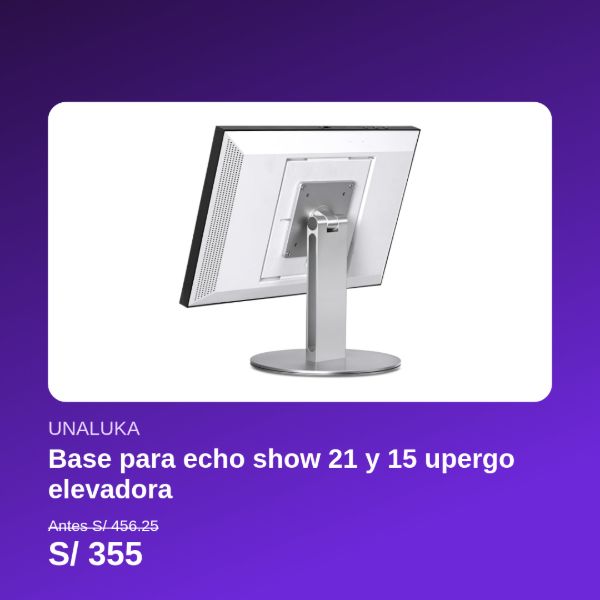 UNALUKA
Base para echo show 21 y 15 upergo
elevadora
Antes S/ 456.25
S/ 355